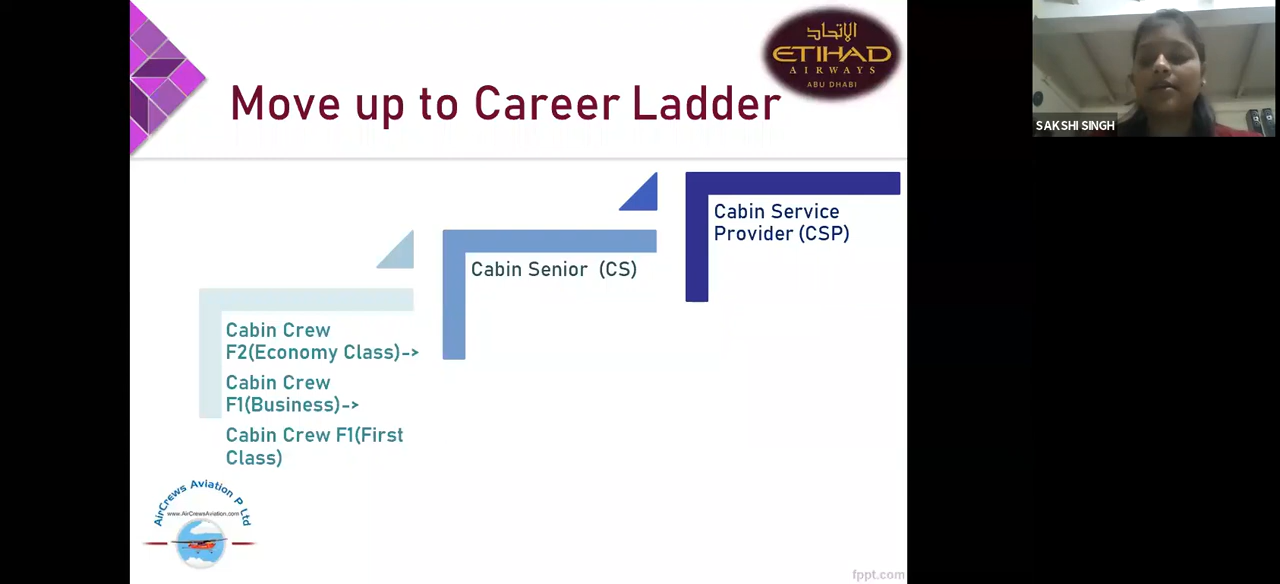 الإتحاد
ETIHAD
AIRWAYS
ABU DHABI
Move up to Career Ladder
SAKSHI SINGH
Cabin Service
Provider (CSP)
Cabin Senior (CS)
Cabin Crew
F2(Economy Class)->
Cabin Crew
F1(Business)->
Cabin Crew F1(First
Class)
AirCrews Aviation P Ltd
www.AirCrewsAviation.com
fppt.com